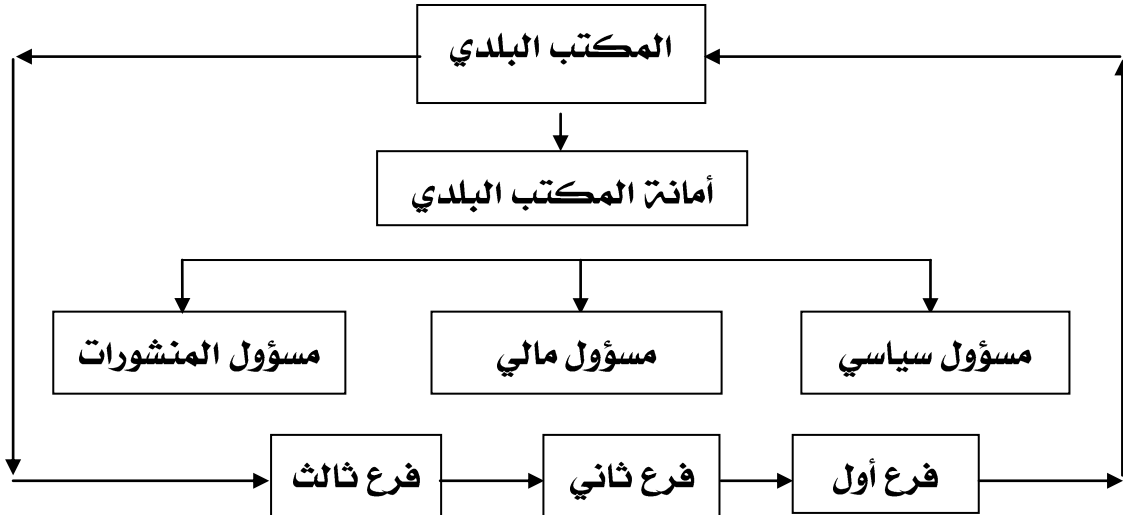 المكتب البلدي
أمانة المكتب البلدي
مسؤول سياسي
مسؤول مالي
مسؤول المنشورات
فرع أول
فرع ثاني
فرع ثالث